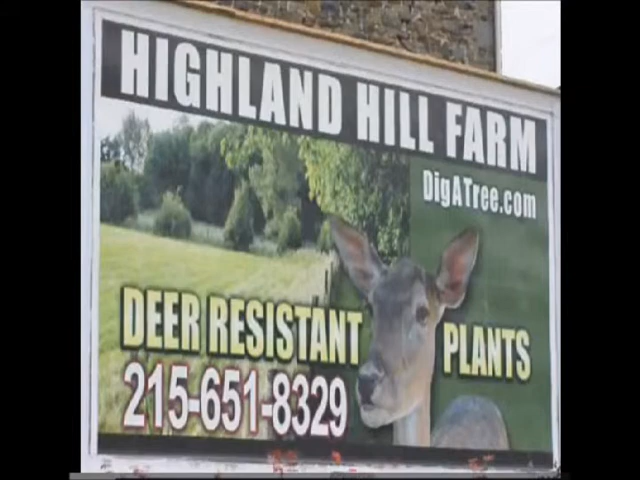 HIGHLAND HILL FARM
DigATree.com
DEER RESISTANT PLANTS
215-651-8329